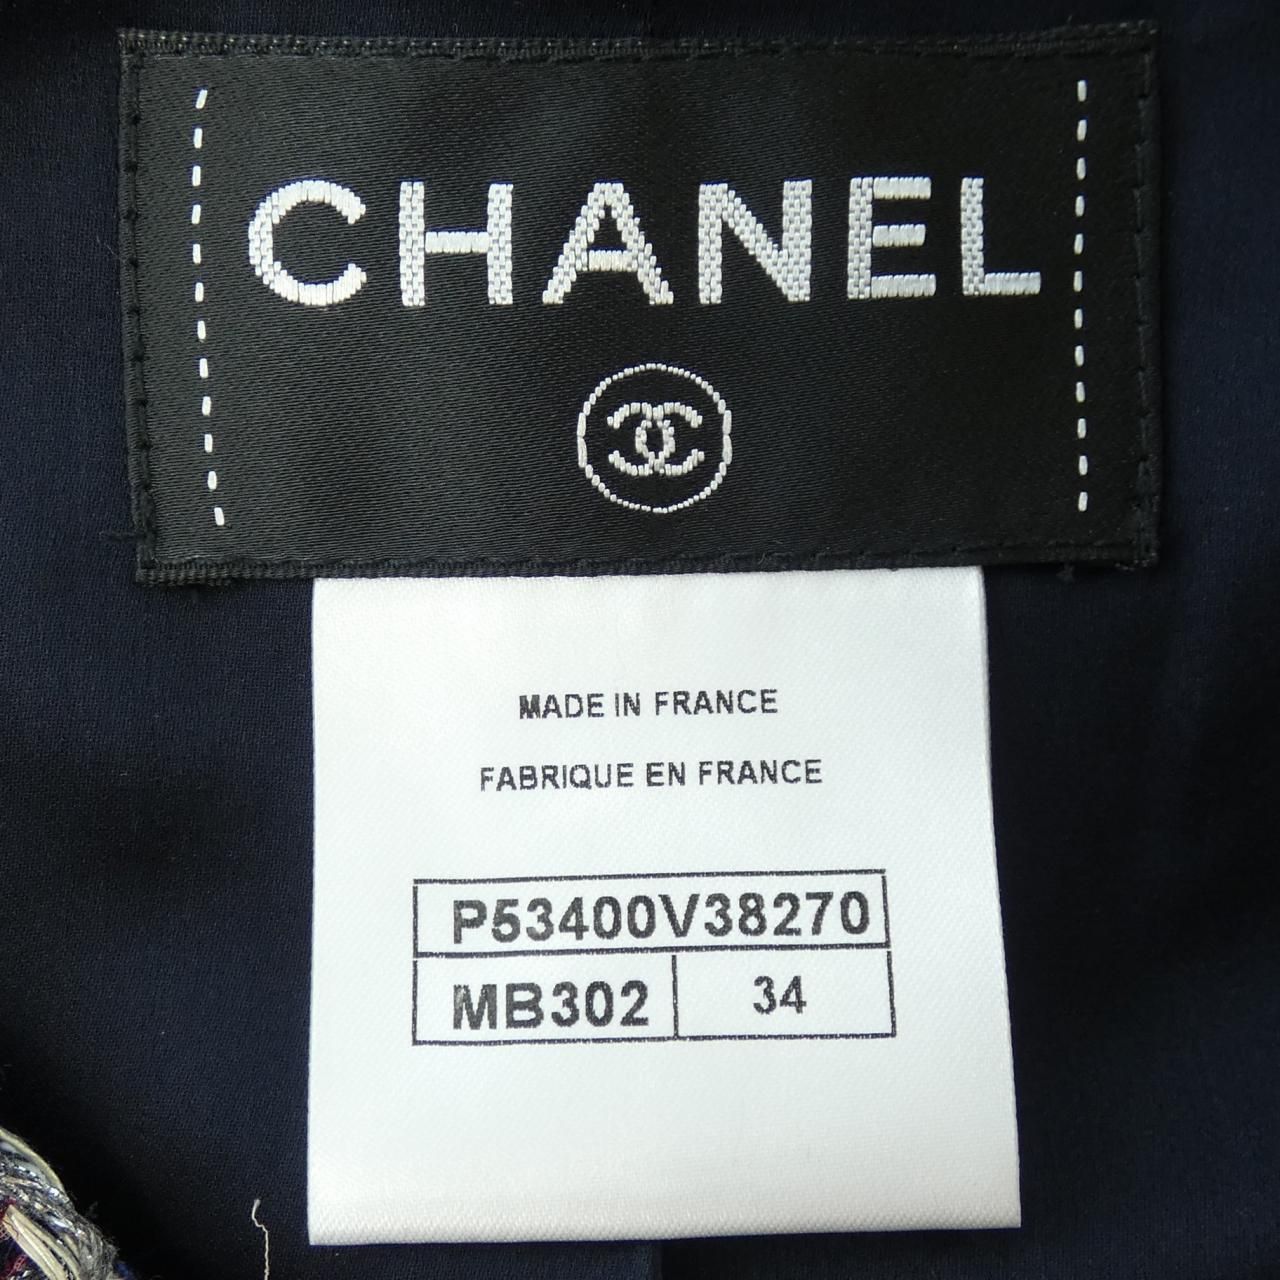 CHANEL
MADE IN FRANCE
FABRIQUE EN FRANCE
P53400V38270
MB302 34